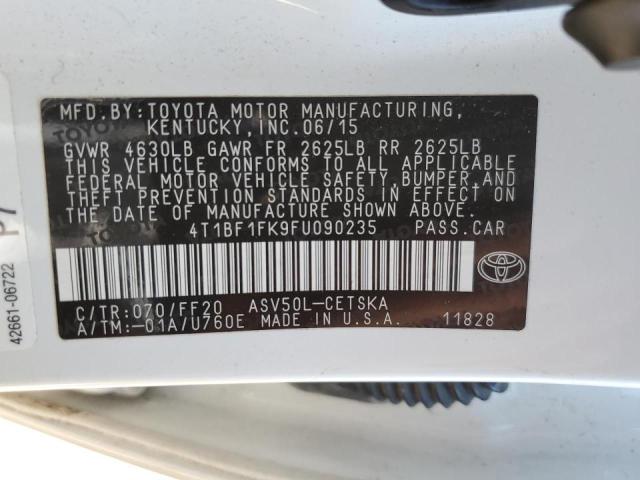 MFD.BY:TOYOTA MOTOR MANUFACTURING,
KENTUCKY, INC.06/15
GVWR 4630LB GAWR FR 2625LB RR 2625LB
THIS VEHICLE CONFORMS TO ALL APPLICABLE
FEDERAL MOTOR VEHICLE SAFETY, BUMPER, AND
THEFT PREVENTION STANDARDS IN EFFECT ON
THE DATE OF MANUFACTURE SHOWN ABOVE.
4T1BF1FK9FU090235 PASS.CAR
C/TR:070/FF20 ASV50L-CETSKA
A/TM:-01A/U760E MADE IN U.S.A. 11828
42661-06722